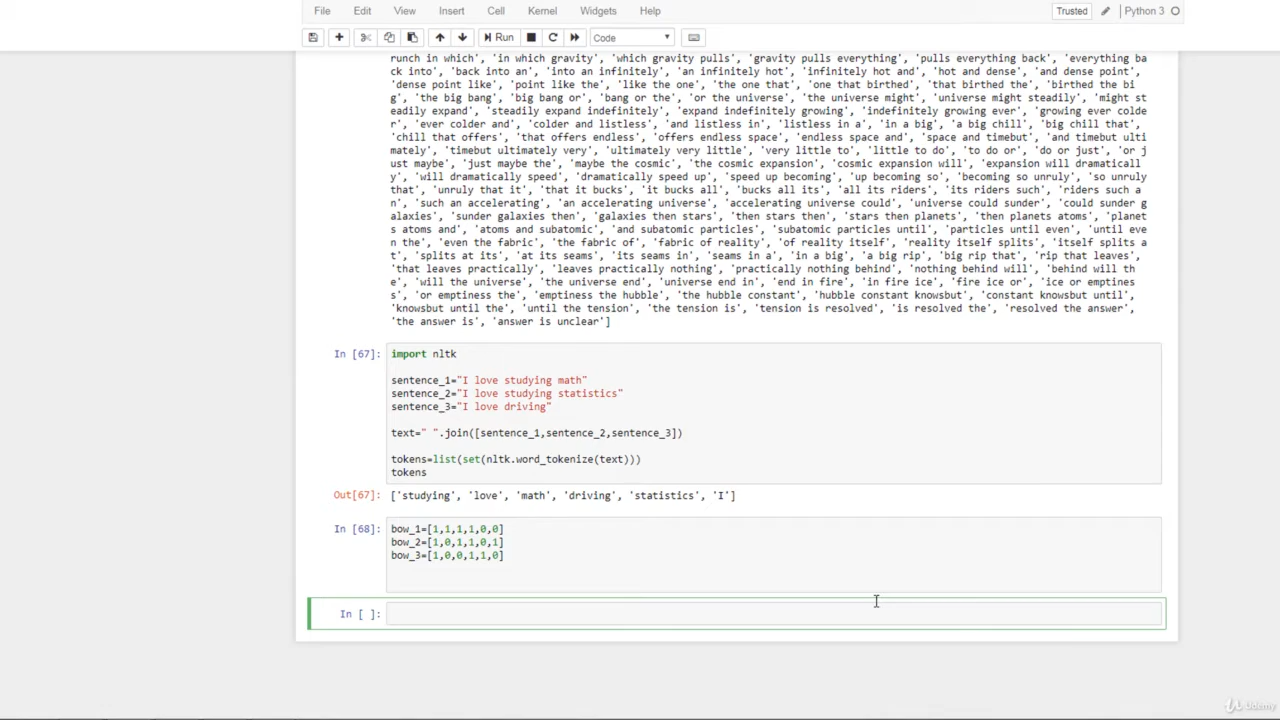 File Edit View Insert Cell Kernel Widgets Help Trusted Python 3
Run Code
runch in which', 'in which gravity', 'which gravity pulls', 'gravity pulls everything', 'pulls everything back', 'everything ba
ck into', 'back into an', 'into an infinitely', 'an infinitely hot', 'infinitely hot and', 'hot and dense', 'and dense point',
'dense point like', 'point like the', 'like the one', 'the one that', 'one that birthed', 'that birthed the', 'birthed the bi
g', 'the big bang', 'big bang or', 'bang or the', 'or the universe', 'the universe might', 'universe might steadily', 'might st
eadily expand', 'steadily expand indefinitely', 'expand indefinitely growing', 'indefinitely growing ever', 'growing ever colde
r', 'ever colder and', 'colder and listless', 'and listless in', 'listless in a', 'in a big', 'a big chill', 'big chill that',
'chill that offers', 'that offers endless', 'offers endless space', 'endless space and', 'space and timebut', 'and timebut ulti
mately', 'timebut ultimately very', 'ultimately very little', 'very little to', 'little to do', 'to do or', 'do or just', 'or j
ust maybe', 'just maybe the', 'maybe the cosmic', 'the cosmic expansion', 'cosmic expansion will', 'expansion will dramaticall
y', 'will dramatically speed', 'dramatically speed up', 'speed up becoming', 'up becoming so', 'becoming so unruly', 'so unruly
that', 'unruly that it', 'that it bucks', 'it bucks all', 'bucks all its', 'all its riders', 'its riders such', 'riders such a
n', 'such an accelerating', 'an accelerating universe', 'accelerating universe could', 'universe could sunder', 'could sunder g
alaxies', 'sunder galaxies then', 'galaxies then stars', 'then stars then', 'stars then planets', 'then planets atoms', 'planet
s atoms and', 'atoms and subatomic', 'and subatomic particles', 'subatomic particles until', 'particles until even', 'until eve
n the', 'even the fabric', 'the fabric of', 'fabric of reality', 'of reality itself', 'reality itself splits', 'itself splits a
t', 'splits at its', 'at its seams', 'its seams in', 'seams in a', 'in a big', 'a big rip', 'big rip that', 'rip that leaves',
'that leaves practically', 'leaves practically nothing', 'practically nothing behind', 'nothing behind will', 'behind will th
e', 'will the universe', 'the universe end', 'universe end in', 'end in fire', 'in fire ice', 'fire ice or', 'ice or emptines
s', 'or emptiness the', 'emptiness the hubble', 'the hubble constant', 'hubble constant knowsbut', 'constant knowsbut until',
'knowsbut until the', 'until the tension', 'the tension is', 'tension is resolved', 'is resolved the', 'resolved the answer',
'the answer is', 'answer is unclear']
In [67]: import nltk
sentence_1="I love studying math"
sentence_2="I love studying statistics"
sentence_3="I love driving"
text=" ".join([sentence_1,sentence_2,sentence_3])
tokens=list(set(nltk.word_tokenize(text)))
tokens
Out[67]: ['studying', 'love', 'math', 'driving', 'statistics', 'I']
In [68]: bow_1=[1,1,1,1,0,0]
bow_2=[1,0,1,1,0,1]
bow_3=[1,0,0,1,1,0]
In [ ]:
Udemy